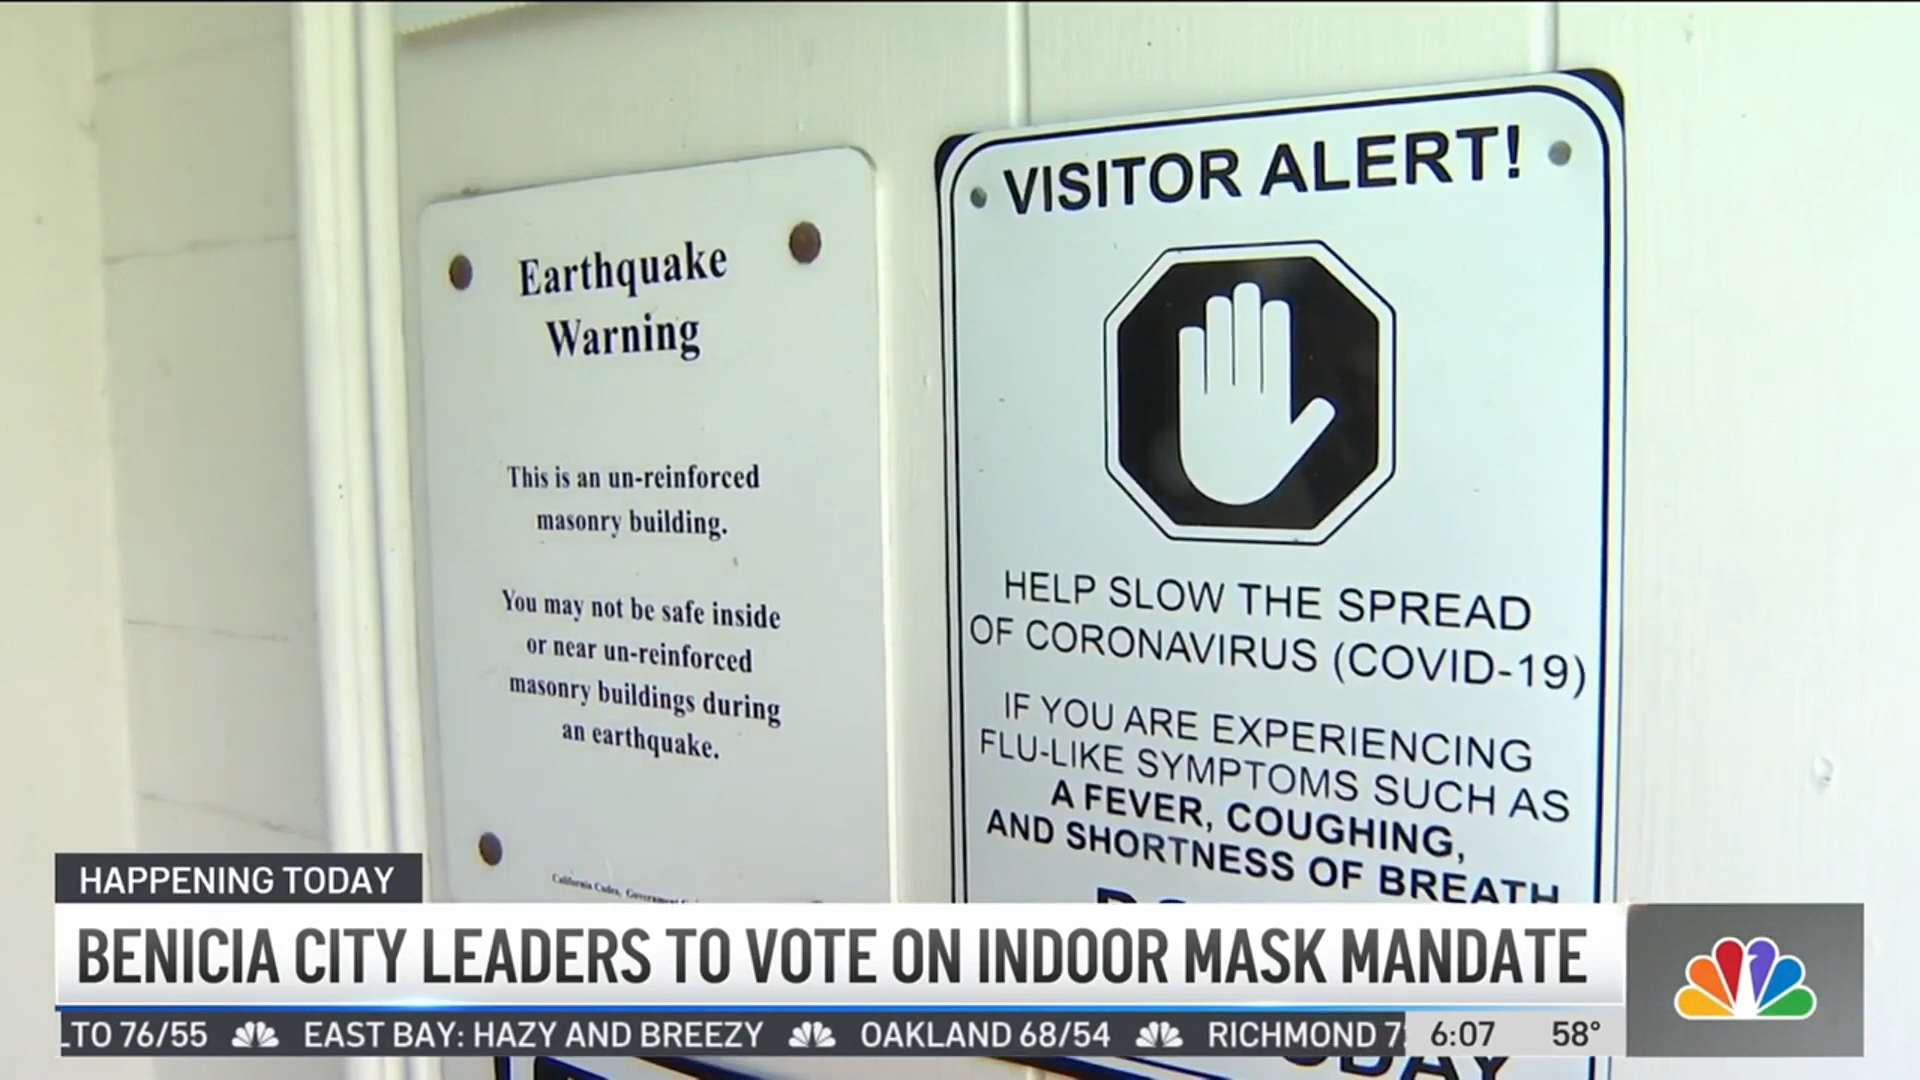 Earthquake
Warning
This is an un-reinforced
masonry building.
You may not be safe inside
or near un-reinforced
masonry buildings during
an earthquake.
California Codes, Government
VISITOR ALERT!
HELP SLOW THE SPREAD
OF CORONAVIRUS (COVID-19)
IF YOU ARE EXPERIENCING
FLU-LIKE SYMPTOMS SUCH AS
A FEVER, COUGHING,
AND SHORTNESS OF BREATH
HAPPENING TODAY
BENICIA CITY LEADERS TO VOTE ON INDOOR MASK MANDATE
TO 76/55 EAST BAY: HAZY AND BREEZY OAKLAND 68/54 RICHMOND 6:07 58°